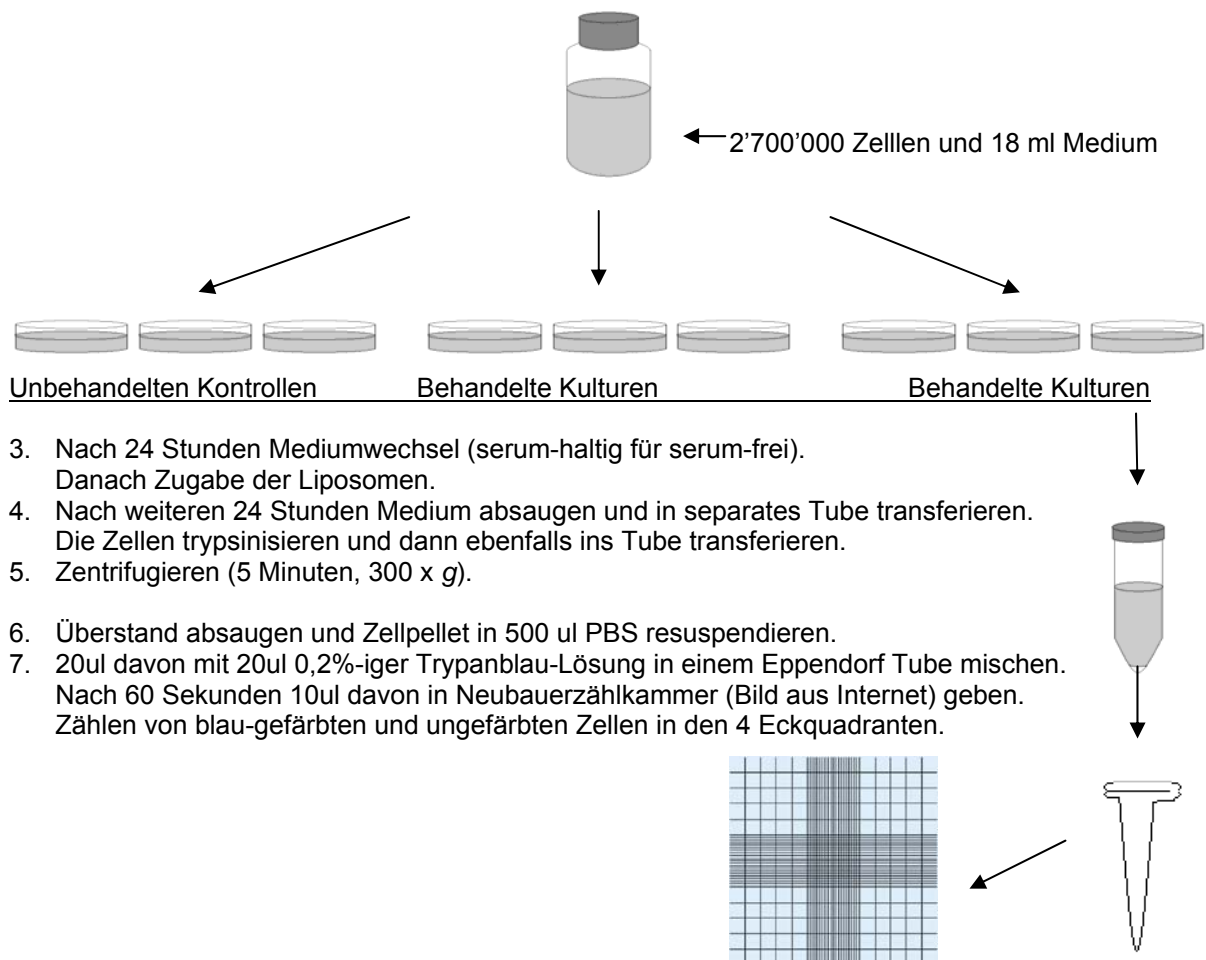 2’700’000 Zelllen und 18 ml Medium
Unbehandelten Kontrollen Behandelte Kulturen Behandelte Kulturen
3. Nach 24 Stunden Mediumwechsel (serum-haltig für serum-frei).
Danach Zugabe der Liposomen.
4. Nach weiteren 24 Stunden Medium absaugen und in separates Tube transferieren.
Die Zellen trypsinisieren und dann ebenfalls ins Tube transferieren.
5. Zentrifugieren (5 Minuten, 300 x g).
6. Überstand absaugen und Zellpellet in 500 ul PBS resuspendieren.
7. 20ul davon mit 20ul 0,2%-iger Trypanblau-Lösung in einem Eppendorf Tube mischen.
Nach 60 Sekunden 10ul davon in Neubauerzählkammer (Bild aus Internet) geben.
Zählen von blau-gefärbten und ungefärbten Zellen in den 4 Eckquadranten.